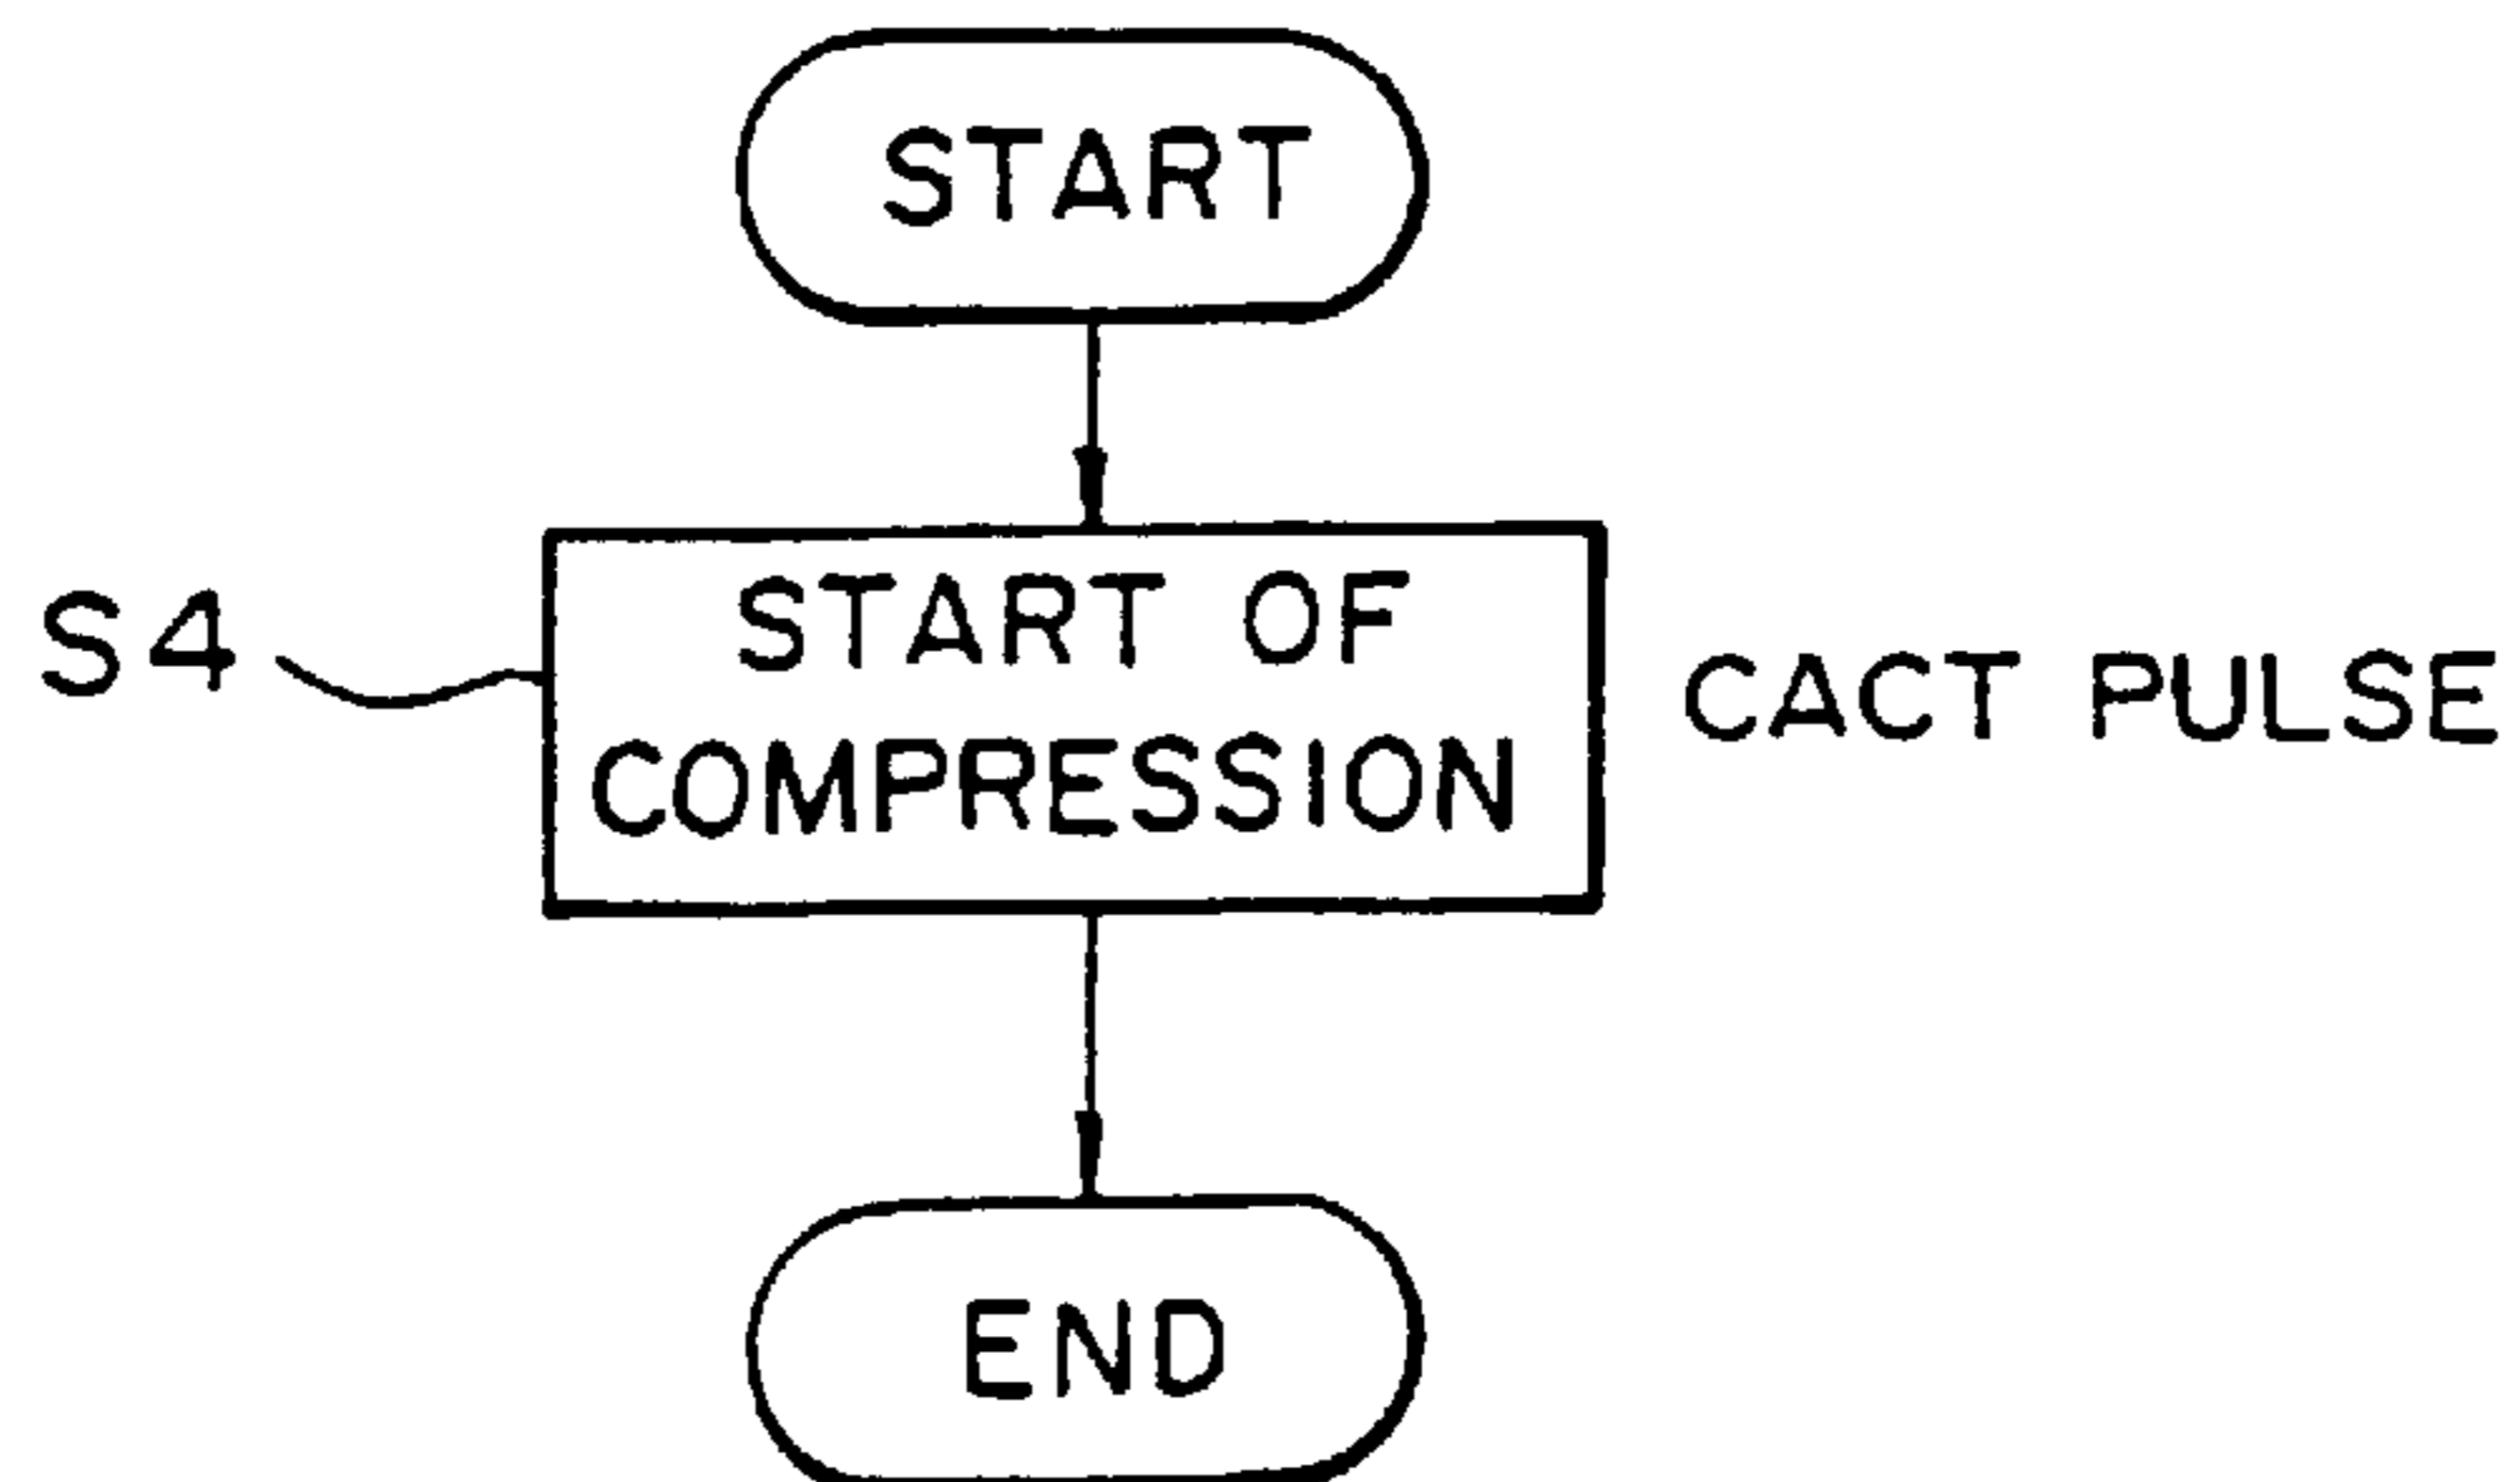 START
S4
START OF
COMPRESSION
CACT PULSE
END